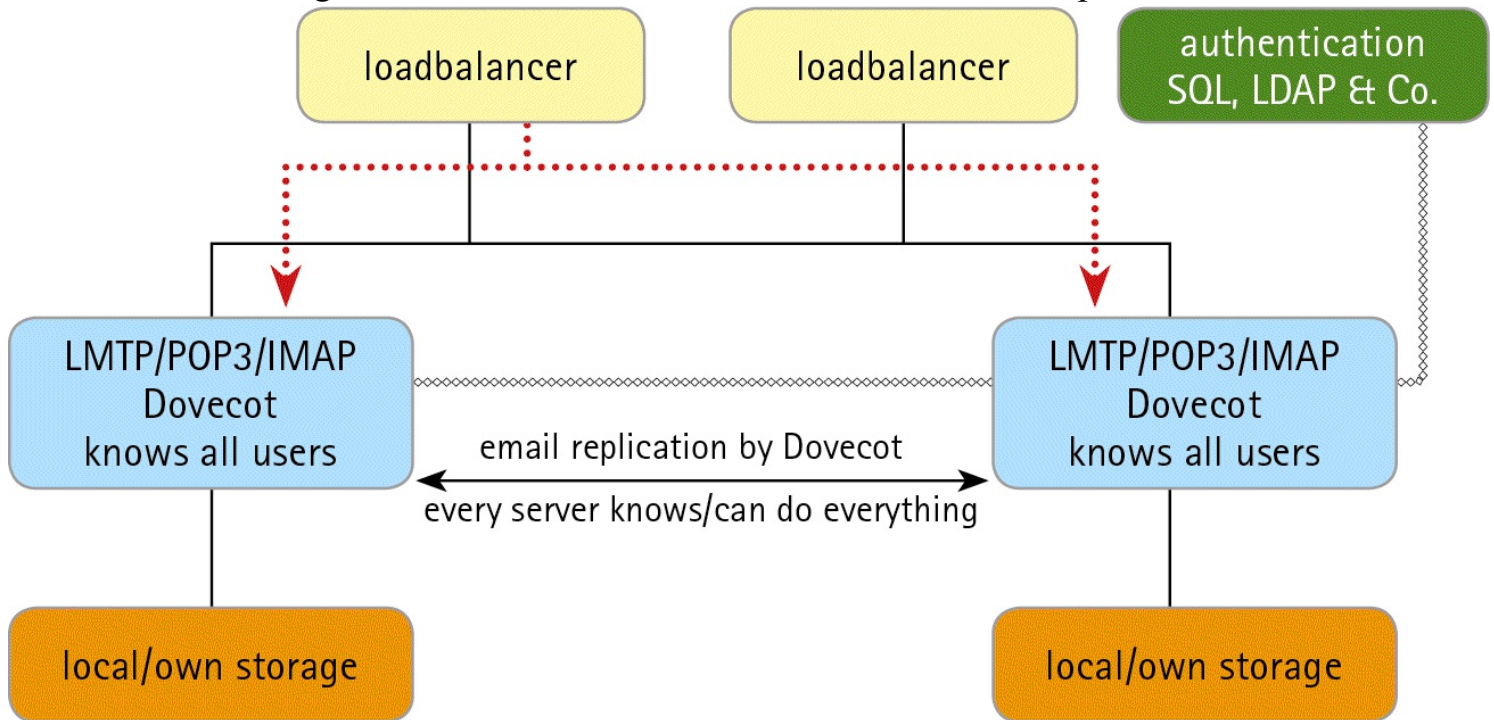 loadbalancer
loadbalancer
authentication
SQL, LDAP & Co.
LMTP/POP3/IMAP
Dovecot
knows all users
LMTP/POP3/IMAP
Dovecot
knows all users
email replication by Dovecot
every server knows/can do everything
local/own storage
local/own storage